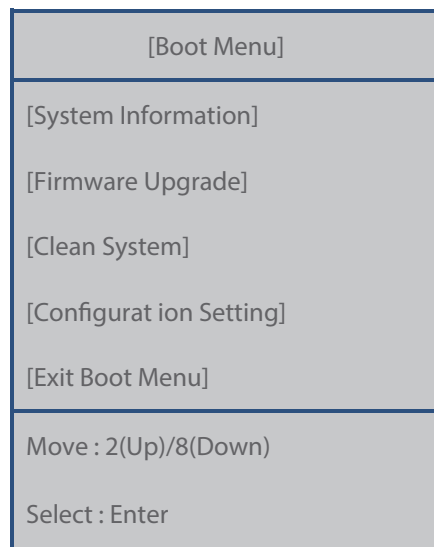 [Boot Menu]
[System Information]
[Firmware Upgrade]
[Clean System]
[Configurat ion Setting]
[Exit Boot Menu]
Move : 2(Up)/8(Down)
Select : Enter